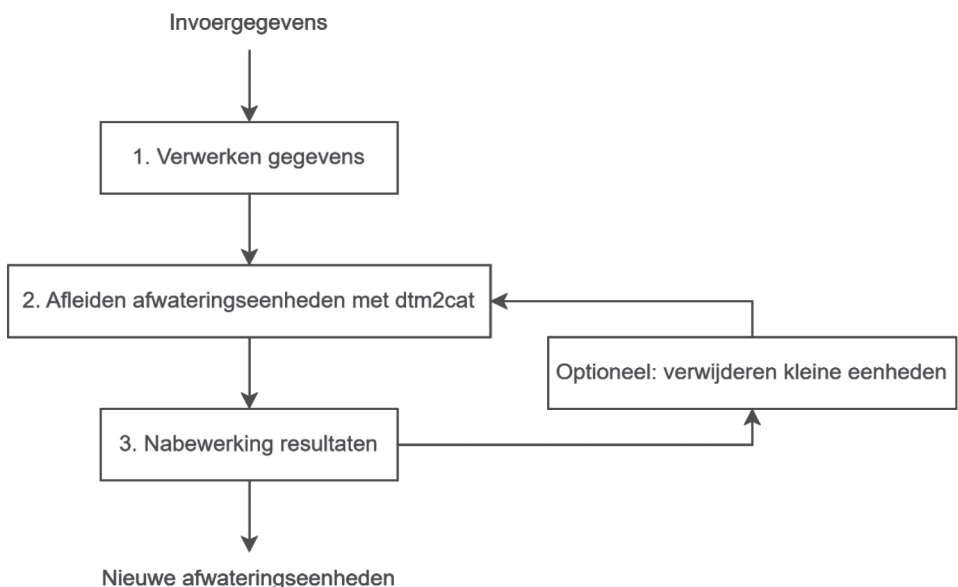 Invoergegevens
1. Verwerken gegevens
2. Afleiden afwateringseenheden met dtm2cat
Optioneel: verwijderen kleine eenheden
3. Nabewerking resultaten
Nieuwe afwateringseenheden